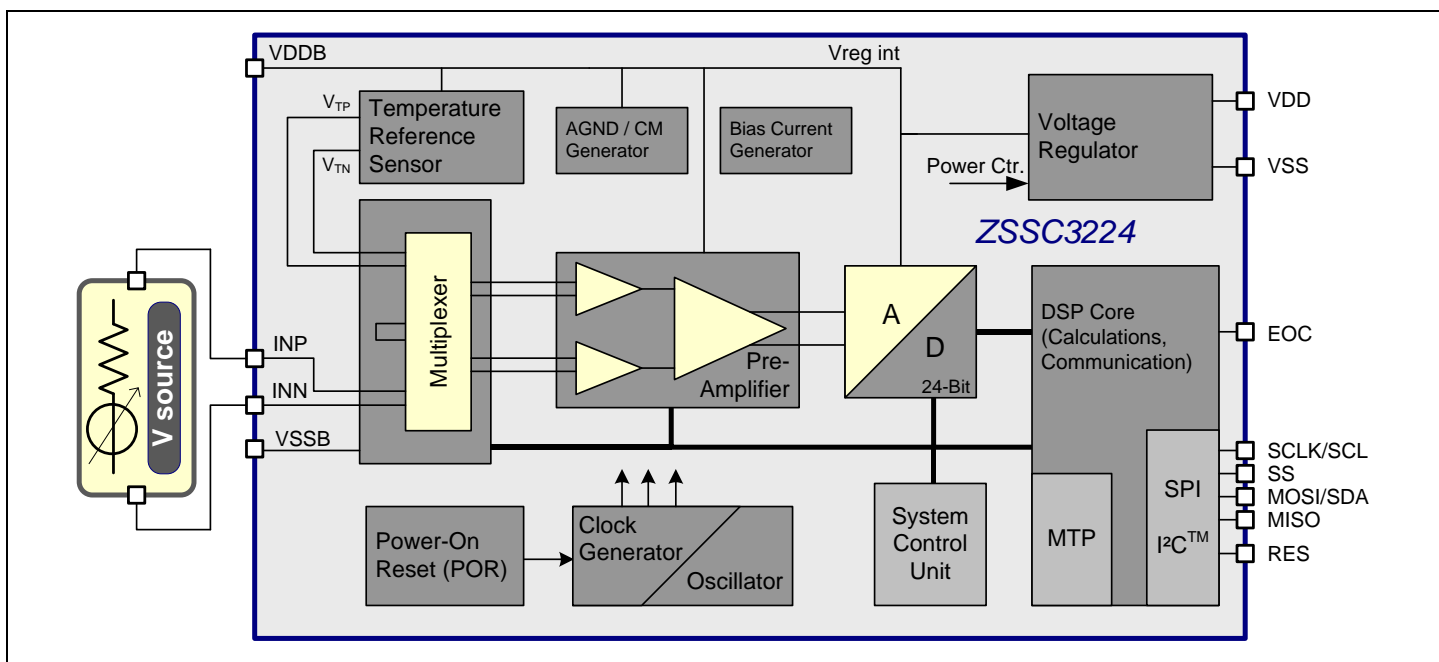 VDDB
Vreg int
VTP
VTN
Temperature
Reference
Sensor
AGND / CM
Generator
Bias Current
Generator
Voltage
Regulator
VDD
VSS
Power Ctr.
ZSSC3224
V source
INP
INN
VSSB
Multiplexer
Pre-
Amplifier
A
D
24-Bit
DSP Core
(Calculations,
Communication)
EOC
SCLK/SCL
SS
MOSI/SDA
MISO
RES
SPI
I²C™
MTP
Power-On
Reset (POR)
Clock
Generator
Oscillator
System
Control
Unit